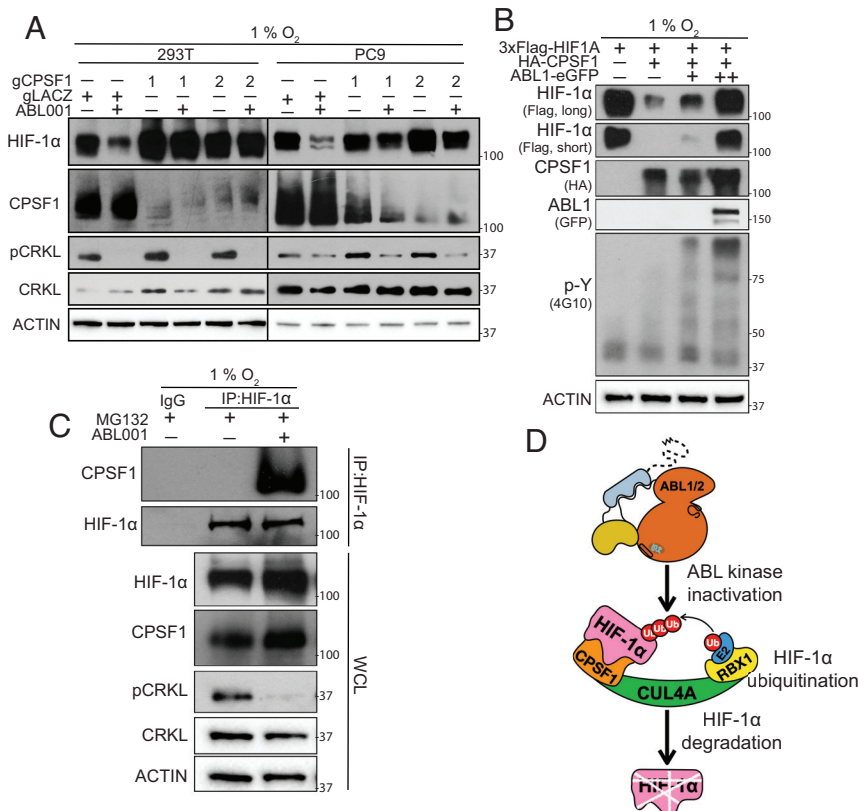 A
1 % O2
293T PC9
gCPSF1 – – 1 1 2 2 – – 1 1 2 2
gLACZ + + – – – – + + – – – –
ABL001 – + – + – + – + – + – +
HIF-1α -100
CPSF1 -100
pCRKL -37
CRKL -37
ACTIN -37
B
1 % O2
3xFlag-HIF1A + + + +
HA-CPSF1 – + + +
ABL1-eGFP – – + ++
HIF-1α
(Flag, long) -100
HIF-1α
(Flag, short) -100
CPSF1
(HA) -100
ABL1
(GFP) -150
p-Y
(4G10)
-75
-50
-37
ACTIN -37
C
1 % O2
IgG IP:HIF-1α
MG132 + + +
ABL001 – – +
CPSF1 -100
HIF-1α -100
IP:HIF-1α
HIF-1α -100
CPSF1 -100
pCRKL -37
CRKL -37
ACTIN -37
WCL
D
ABL1/2
ABL kinase
inactivation
HIF-1α
Ub Ub Ub
CPSF1
Ub
E2
RBX1
CUL4A
HIF-1α
ubiquitination
HIF-1α
degradation
HIF-1α